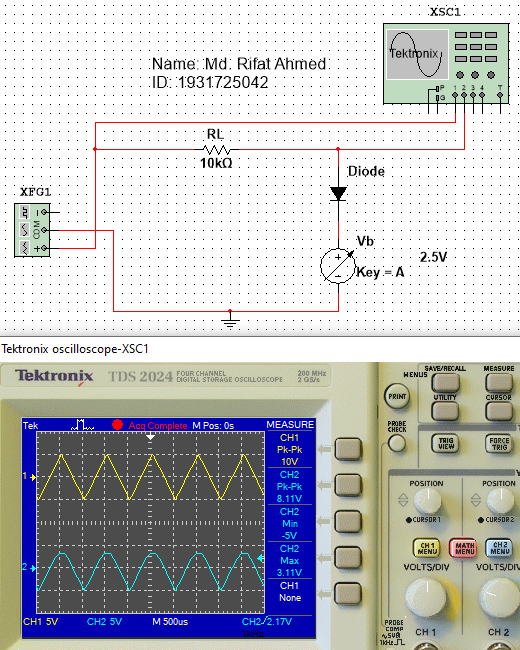 XSC1
Tektronix
P
G
1 2 3 4 T
Name: Md. Rifat Ahmed
ID: 1931725042
RL
10kΩ
Diode
XFG1
COM
Vb
2.5V
Key = A
Tektronix oscilloscope-XSC1
Tektronix TDS 2024 FOUR CHANNEL DIGITAL STORAGE OSCILLOSCOPE
200 MHz
2 GS/s
MENUS
SAVE/RECALL
MEASURE
PRINT
UTILITY
CURSOR
PROBE CHECK
TRIG VIEW
FORCE TRIG
Tek Acq Complete M Pos: 0s MEASURE
CH1
Pk-Pk
10V
CH2
Pk-Pk
8.11V
CH2
Min
-5V
CH2
Max
3.11V
CH1
None
1
2
CH1 5V CH2 5V M 500us CH2/2.17V
POSITION
POSITION
CURSOR1
CURSOR2
CH 1 MENU
MATH MENU
CH 2 MENU
VOLTS/DIV
VOLTS/DIV
PROBE COMP
~5V
1kHz
CH 1
CH 2